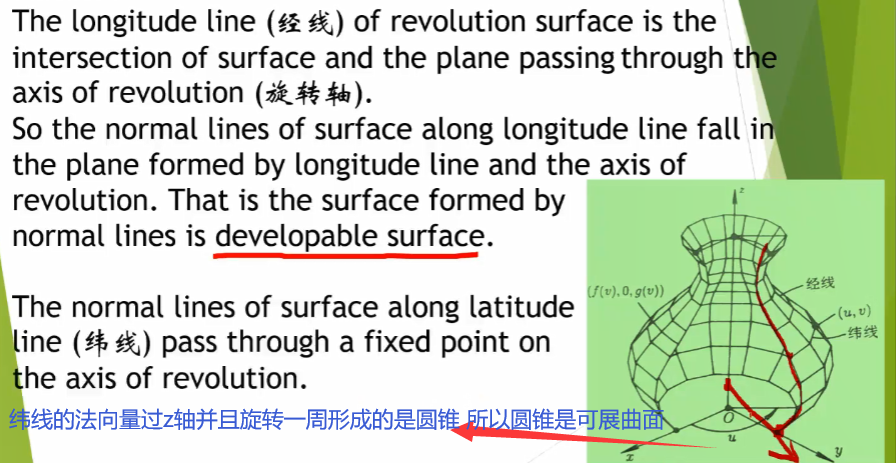 The longitude line (经线) of revolution surface is the
intersection of surface and the plane passing through the
axis of revolution (旋转轴).
So the normal lines of surface along longitude line fall in
the plane formed by longitude line and the axis of
revolution. That is the surface formed by
normal lines is developable surface.
The normal lines of surface along latitude
line (纬线) pass through a fixed point on
the axis of revolution.
纬线的法向量过z轴并且旋转一周形成的是圆锥 所以圆锥是可展曲面
z
(f(v),0,g(v))
经线
(u,v)
纬线
O
u
x
y